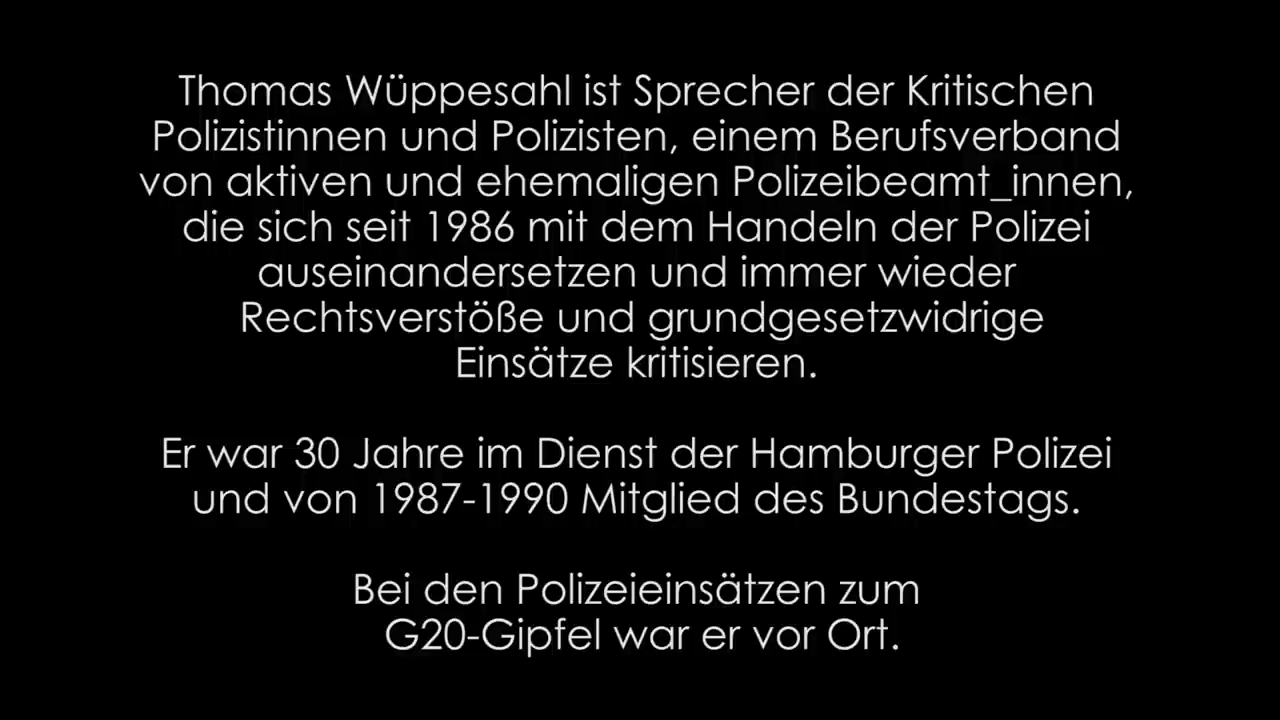 Thomas Wüppesahl ist Sprecher der Kritischen
Polizistinnen und Polizisten, einem Berufsverband
von aktiven und ehemaligen Polizeibeamt_innen,
die sich seit 1986 mit dem Handeln der Polizei
auseinandersetzen und immer wieder
Rechtsverstöße und grundgesetzwidrige
Einsätze kritisieren.
Er war 30 Jahre im Dienst der Hamburger Polizei
und von 1987-1990 Mitglied des Bundestags.
Bei den Polizeieinsätzen zum
G20-Gipfel war er vor Ort.